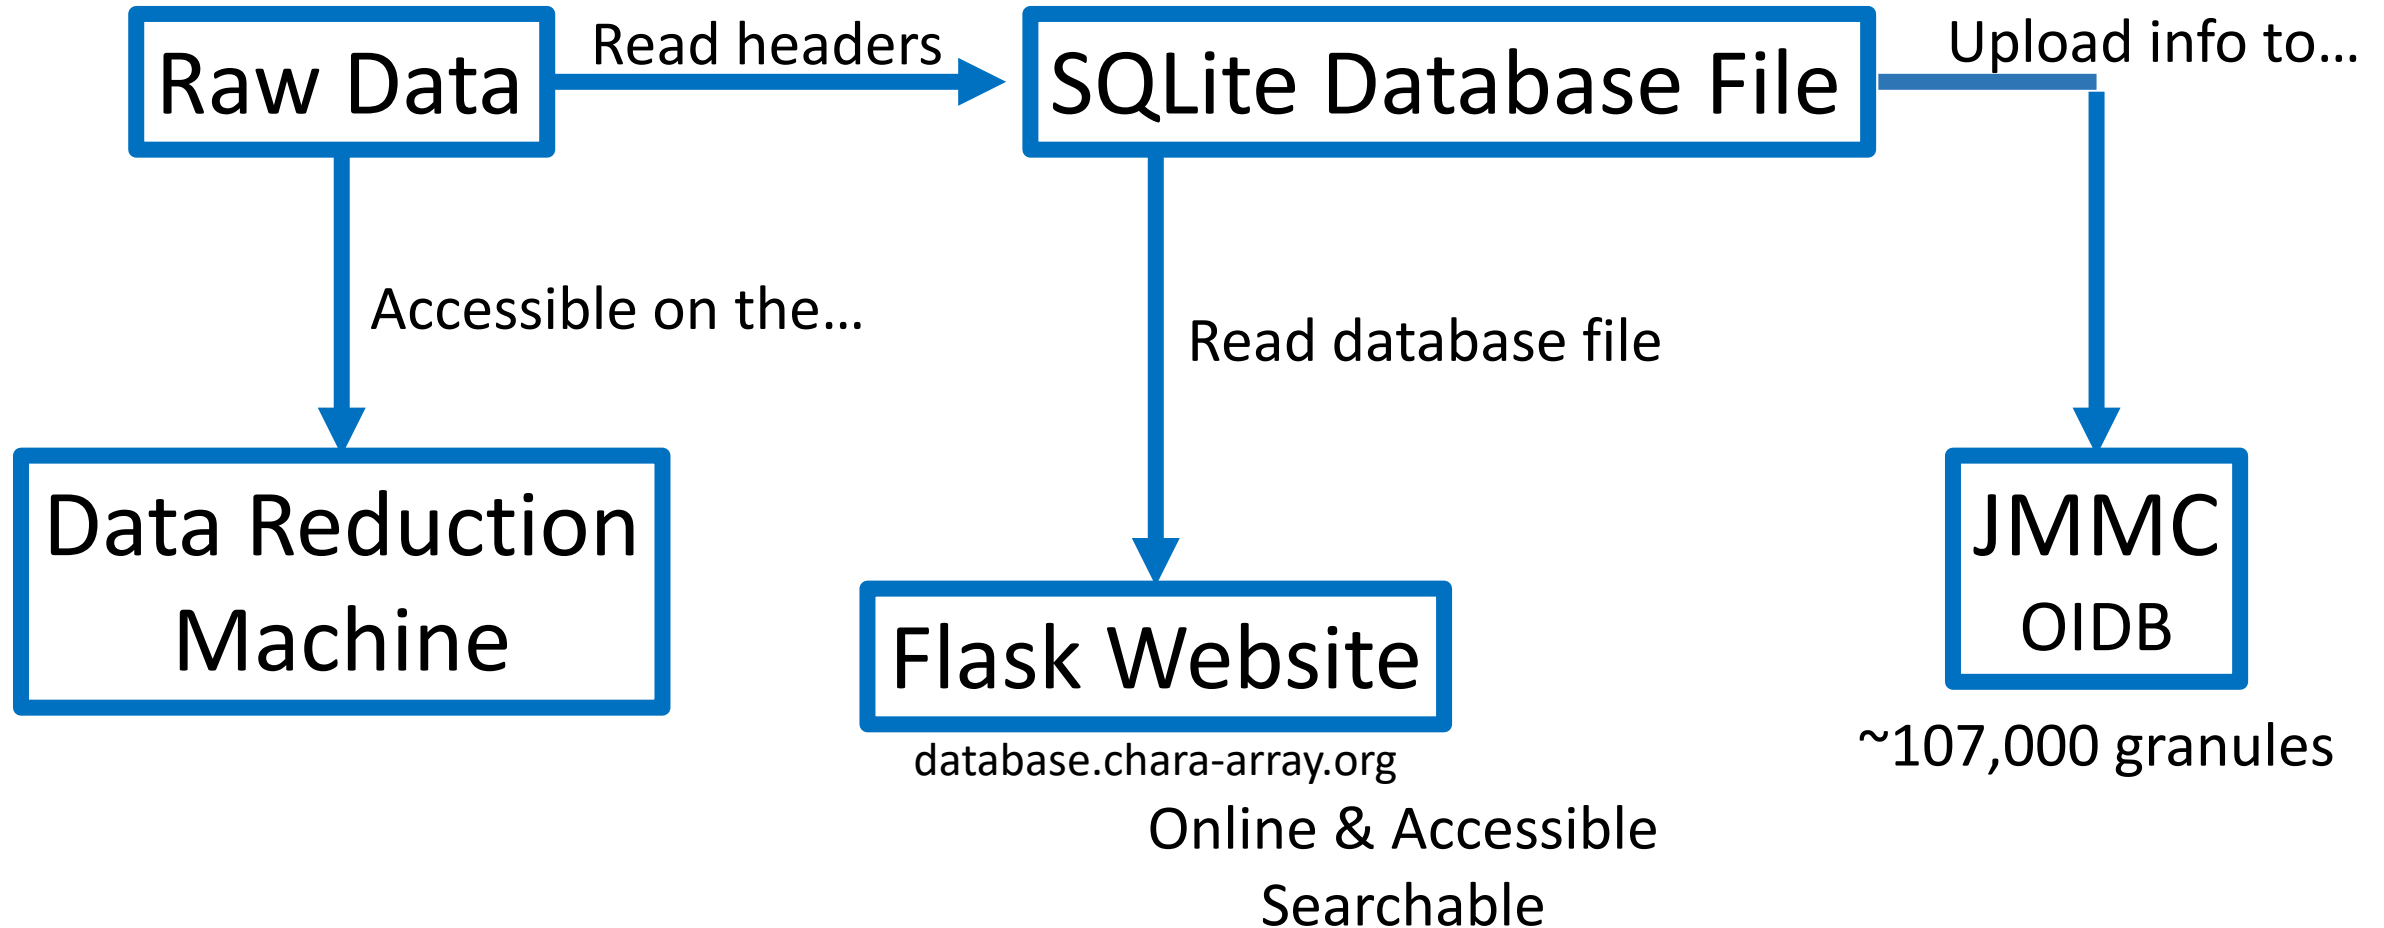 Raw Data
Read headers
SQLite Database File
Upload info to…
Accessible on the…
Read database file
Data Reduction
Machine
Flask Website
database.chara-array.org
Online & Accessible
Searchable
JMMC
OIDB
~107,000 granules